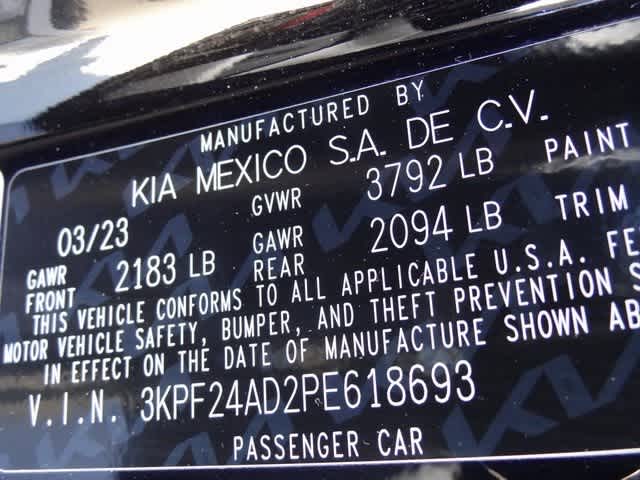 MANUFACTURED BY
KIA MEXICO S.A. DE C.V.
03/23 GVWR 3792 LB PAINT
GAWR FRONT 2183 LB GAWR REAR 2094 LB TRIM
THIS VEHICLE CONFORMS TO ALL APPLICABLE U.S.A. FE
MOTOR VEHICLE SAFETY, BUMPER, AND THEFT PREVENTION S
IN EFFECT ON THE DATE OF MANUFACTURE SHOWN AB
V.I.N. 3KPF24AD2PE618693
PASSENGER CAR